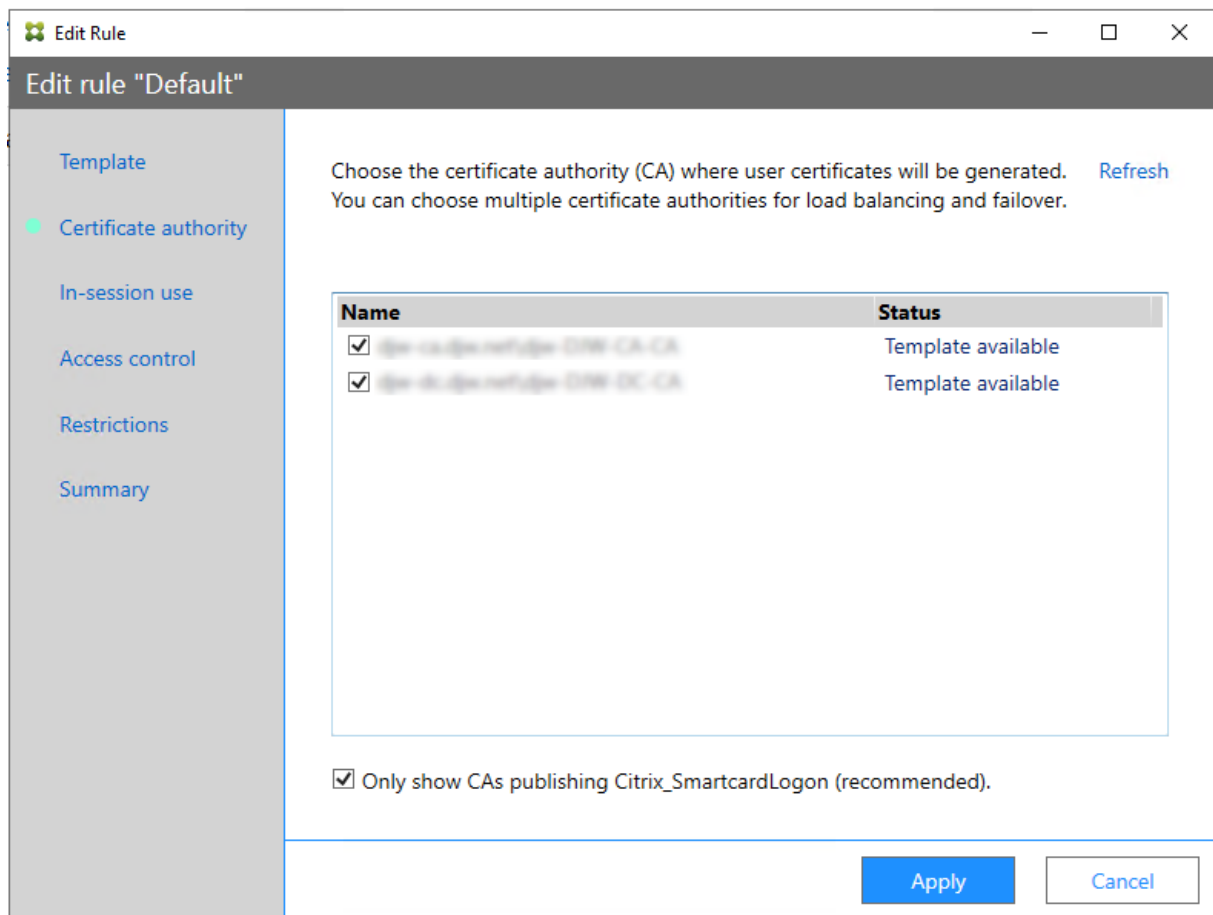 Edit Rule
Edit rule "Default"
Template
Certificate authority
In-session use
Access control
Restrictions
Summary
Choose the certificate authority (CA) where user certificates will be generated. Refresh
You can choose multiple certificate authorities for load balancing and failover.
Name Status
Template available
Template available
Only show CAs publishing Citrix_SmartcardLogon (recommended).
Apply Cancel